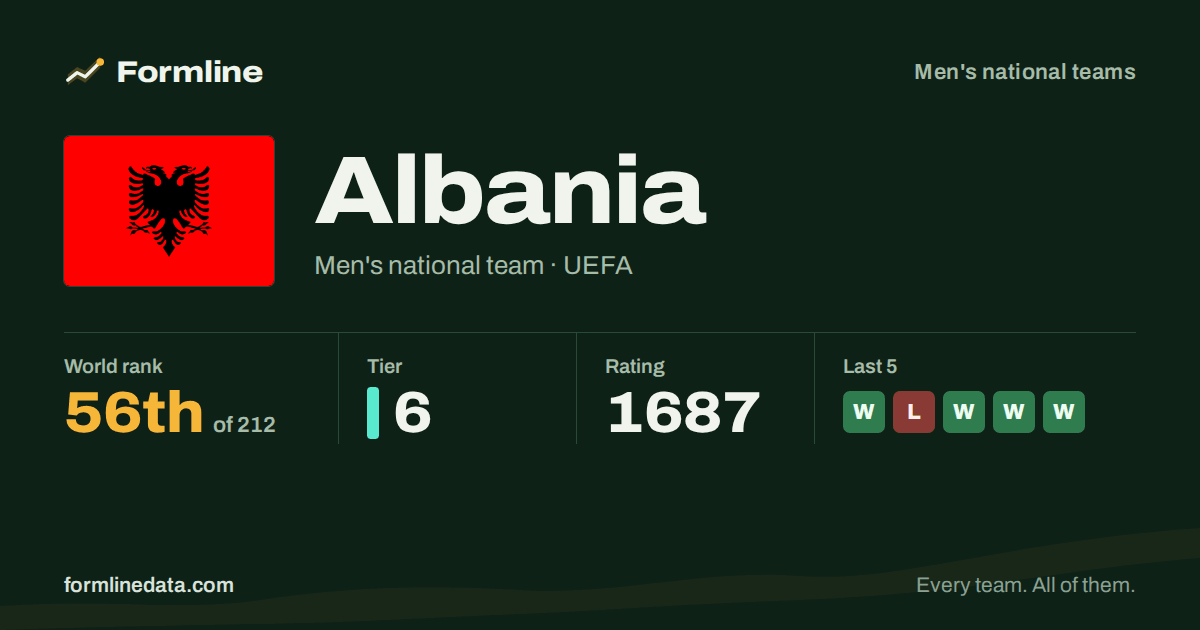 Formline
Men's national teams
Albania
Men's national team · UEFA
World rank
56th of 212
Tier
6
Rating
1687
Last 5
W L W W W
formlinedata.com
Every team. All of them.